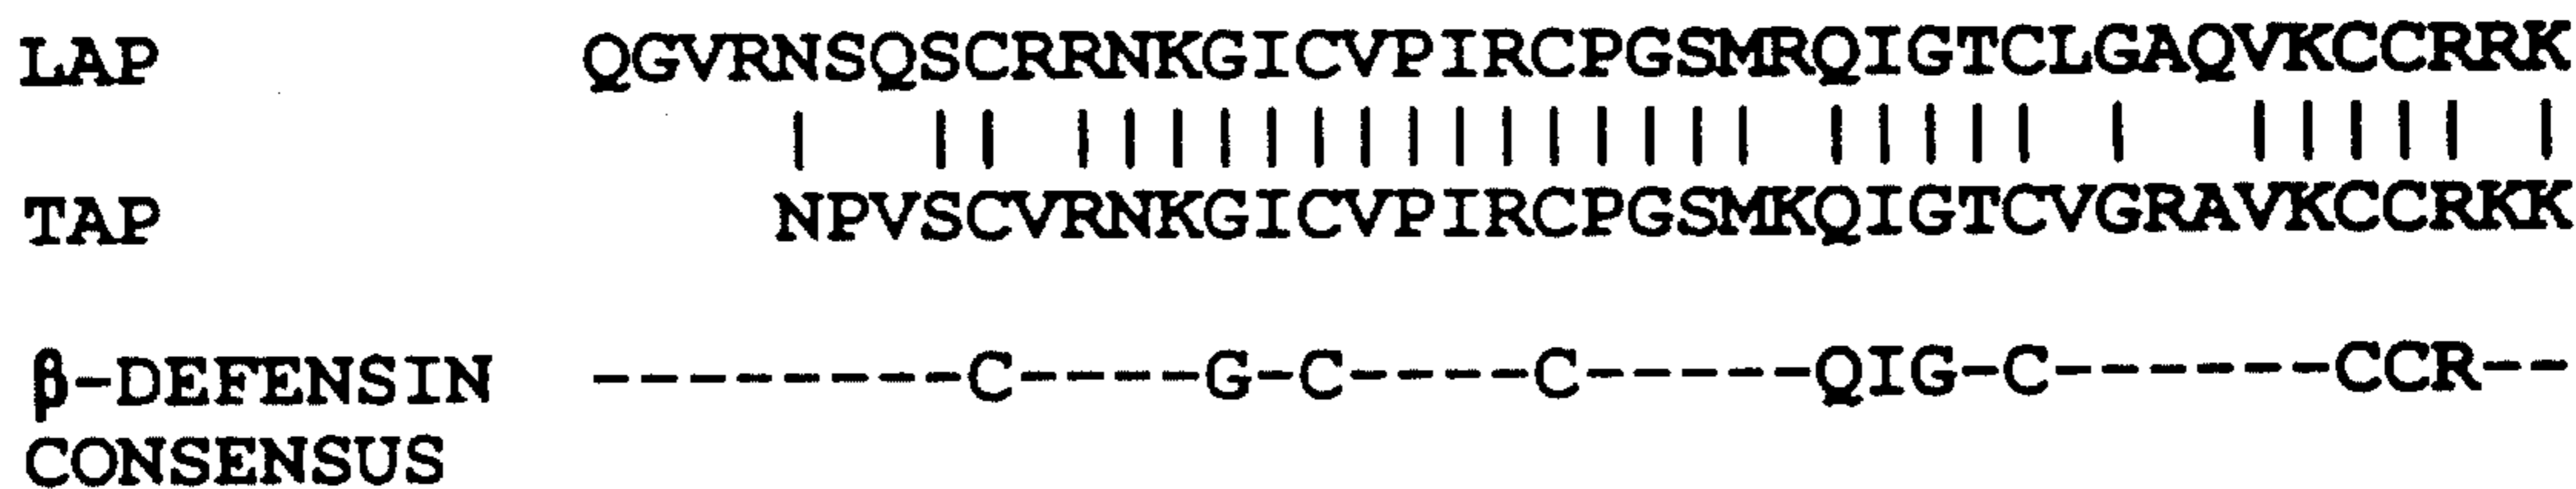 LAP QGVRNSQSCRRNKGICVPIRCPGSMRQIGTCLGAQVKCCRRK
TAP NPVSCVRNKGICVPIRCPGSMKQIGTCVGRAVKCCRKK
β-DEFENSIN --------C----G-C----C-----QIG-C------CCR--
CONSENSUS